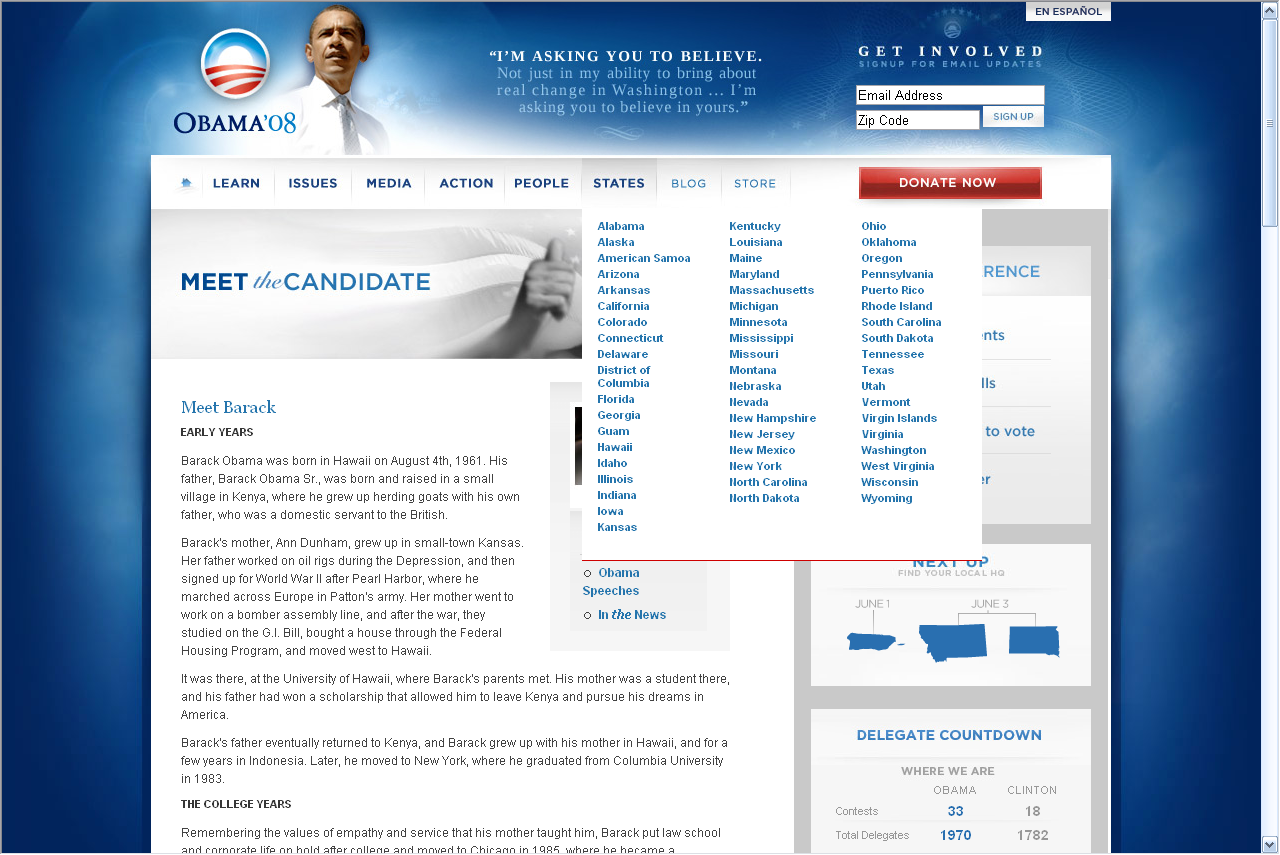 EN ESPAÑOL
OBAMA'08
“I’M ASKING YOU TO BELIEVE.
Not just in my ability to bring about
real change in Washington ... I’m
asking you to believe in yours.”
GET INVOLVED
SIGNUP FOR EMAIL UPDATES
Email Address
Zip Code
SIGN UP
LEARN
ISSUES
MEDIA
ACTION
PEOPLE
STATES
BLOG
STORE
DONATE NOW
MEET the CANDIDATE
Alabama
Alaska
American Samoa
Arizona
Arkansas
California
Colorado
Connecticut
Delaware
District of
Columbia
Florida
Georgia
Guam
Hawaii
Idaho
Illinois
Indiana
Iowa
Kansas
Kentucky
Louisiana
Maine
Maryland
Massachusetts
Michigan
Minnesota
Mississippi
Missouri
Montana
Nebraska
Nevada
New Hampshire
New Jersey
New Mexico
New York
North Carolina
North Dakota
Ohio
Oklahoma
Oregon
Pennsylvania
Puerto Rico
Rhode Island
South Carolina
South Dakota
Tennessee
Texas
Utah
Vermont
Virgin Islands
Virginia
Washington
West Virginia
Wisconsin
Wyoming
Meet Barack
EARLY YEARS
Barack Obama was born in Hawaii on August 4th, 1961. His
father, Barack Obama Sr., was born and raised in a small
village in Kenya, where he grew up herding goats with his own
father, who was a domestic servant to the British.
Barack's mother, Ann Dunham, grew up in small-town Kansas.
Her father worked on oil rigs during the Depression, and then
signed up for World War II after Pearl Harbor, where he
marched across Europe in Patton's army. Her mother went to
work on a bomber assembly line, and after the war, they
studied on the G.I. Bill, bought a house through the Federal
Housing Program, and moved west to Hawaii.
It was there, at the University of Hawaii, where Barack's parents met. His mother was a student there,
and his father had won a scholarship that allowed him to leave Kenya and pursue his dreams in
America.
Barack's father eventually returned to Kenya, and Barack grew up with his mother in Hawaii, and for a
few years in Indonesia. Later, he moved to New York, where he graduated from Columbia University
in 1983.
THE COLLEGE YEARS
Remembering the values of empathy and service that his mother taught him, Barack put law school
and corporate life on hold after college and moved to Chicago in 1985, where he became a
Obama
Speeches
In the News
RENCE
nts
lls
to vote
er
NEXT UP
FIND YOUR LOCAL HQ
JUNE 1
JUNE 3
DELEGATE COUNTDOWN
WHERE WE ARE
OBAMA CLINTON
Contests 33 18
Total Delegates 1970 1782